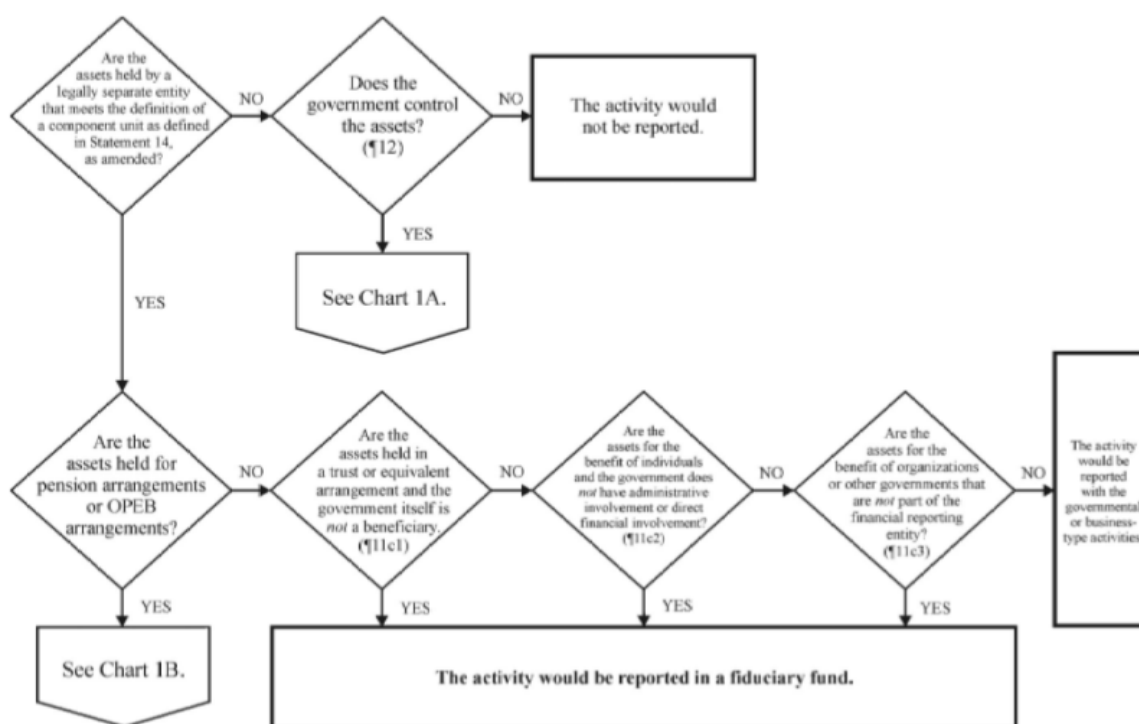 Are the
assets held by a
legally separate entity
that meets the definition of
a component unit as defined
in Statement 14,
as amended?
NO
Does the
government control
the assets?
(¶12)
NO
The activity would
not be reported.
YES
See Chart 1A.
YES
Are the
assets held for
pension arrangements
or OPEB
arrangements?
NO
Are the
assets held in
a trust or equivalent
arrangement and the
government itself is
not a beneficiary.
(¶11c1)
NO
Are the
assets for the
benefit of individuals
and the government does
not have administrative
involvement or direct
financial involvement?
(¶11c2)
NO
Are the
assets for the
benefit of organizations
or other governments that
are not part of the
financial reporting
entity?
(¶11c3)
NO
The activity
would be
reported
with the
governmental
or business-
type activities
YES
See Chart 1B.
YES
YES
YES
The activity would be reported in a fiduciary fund.